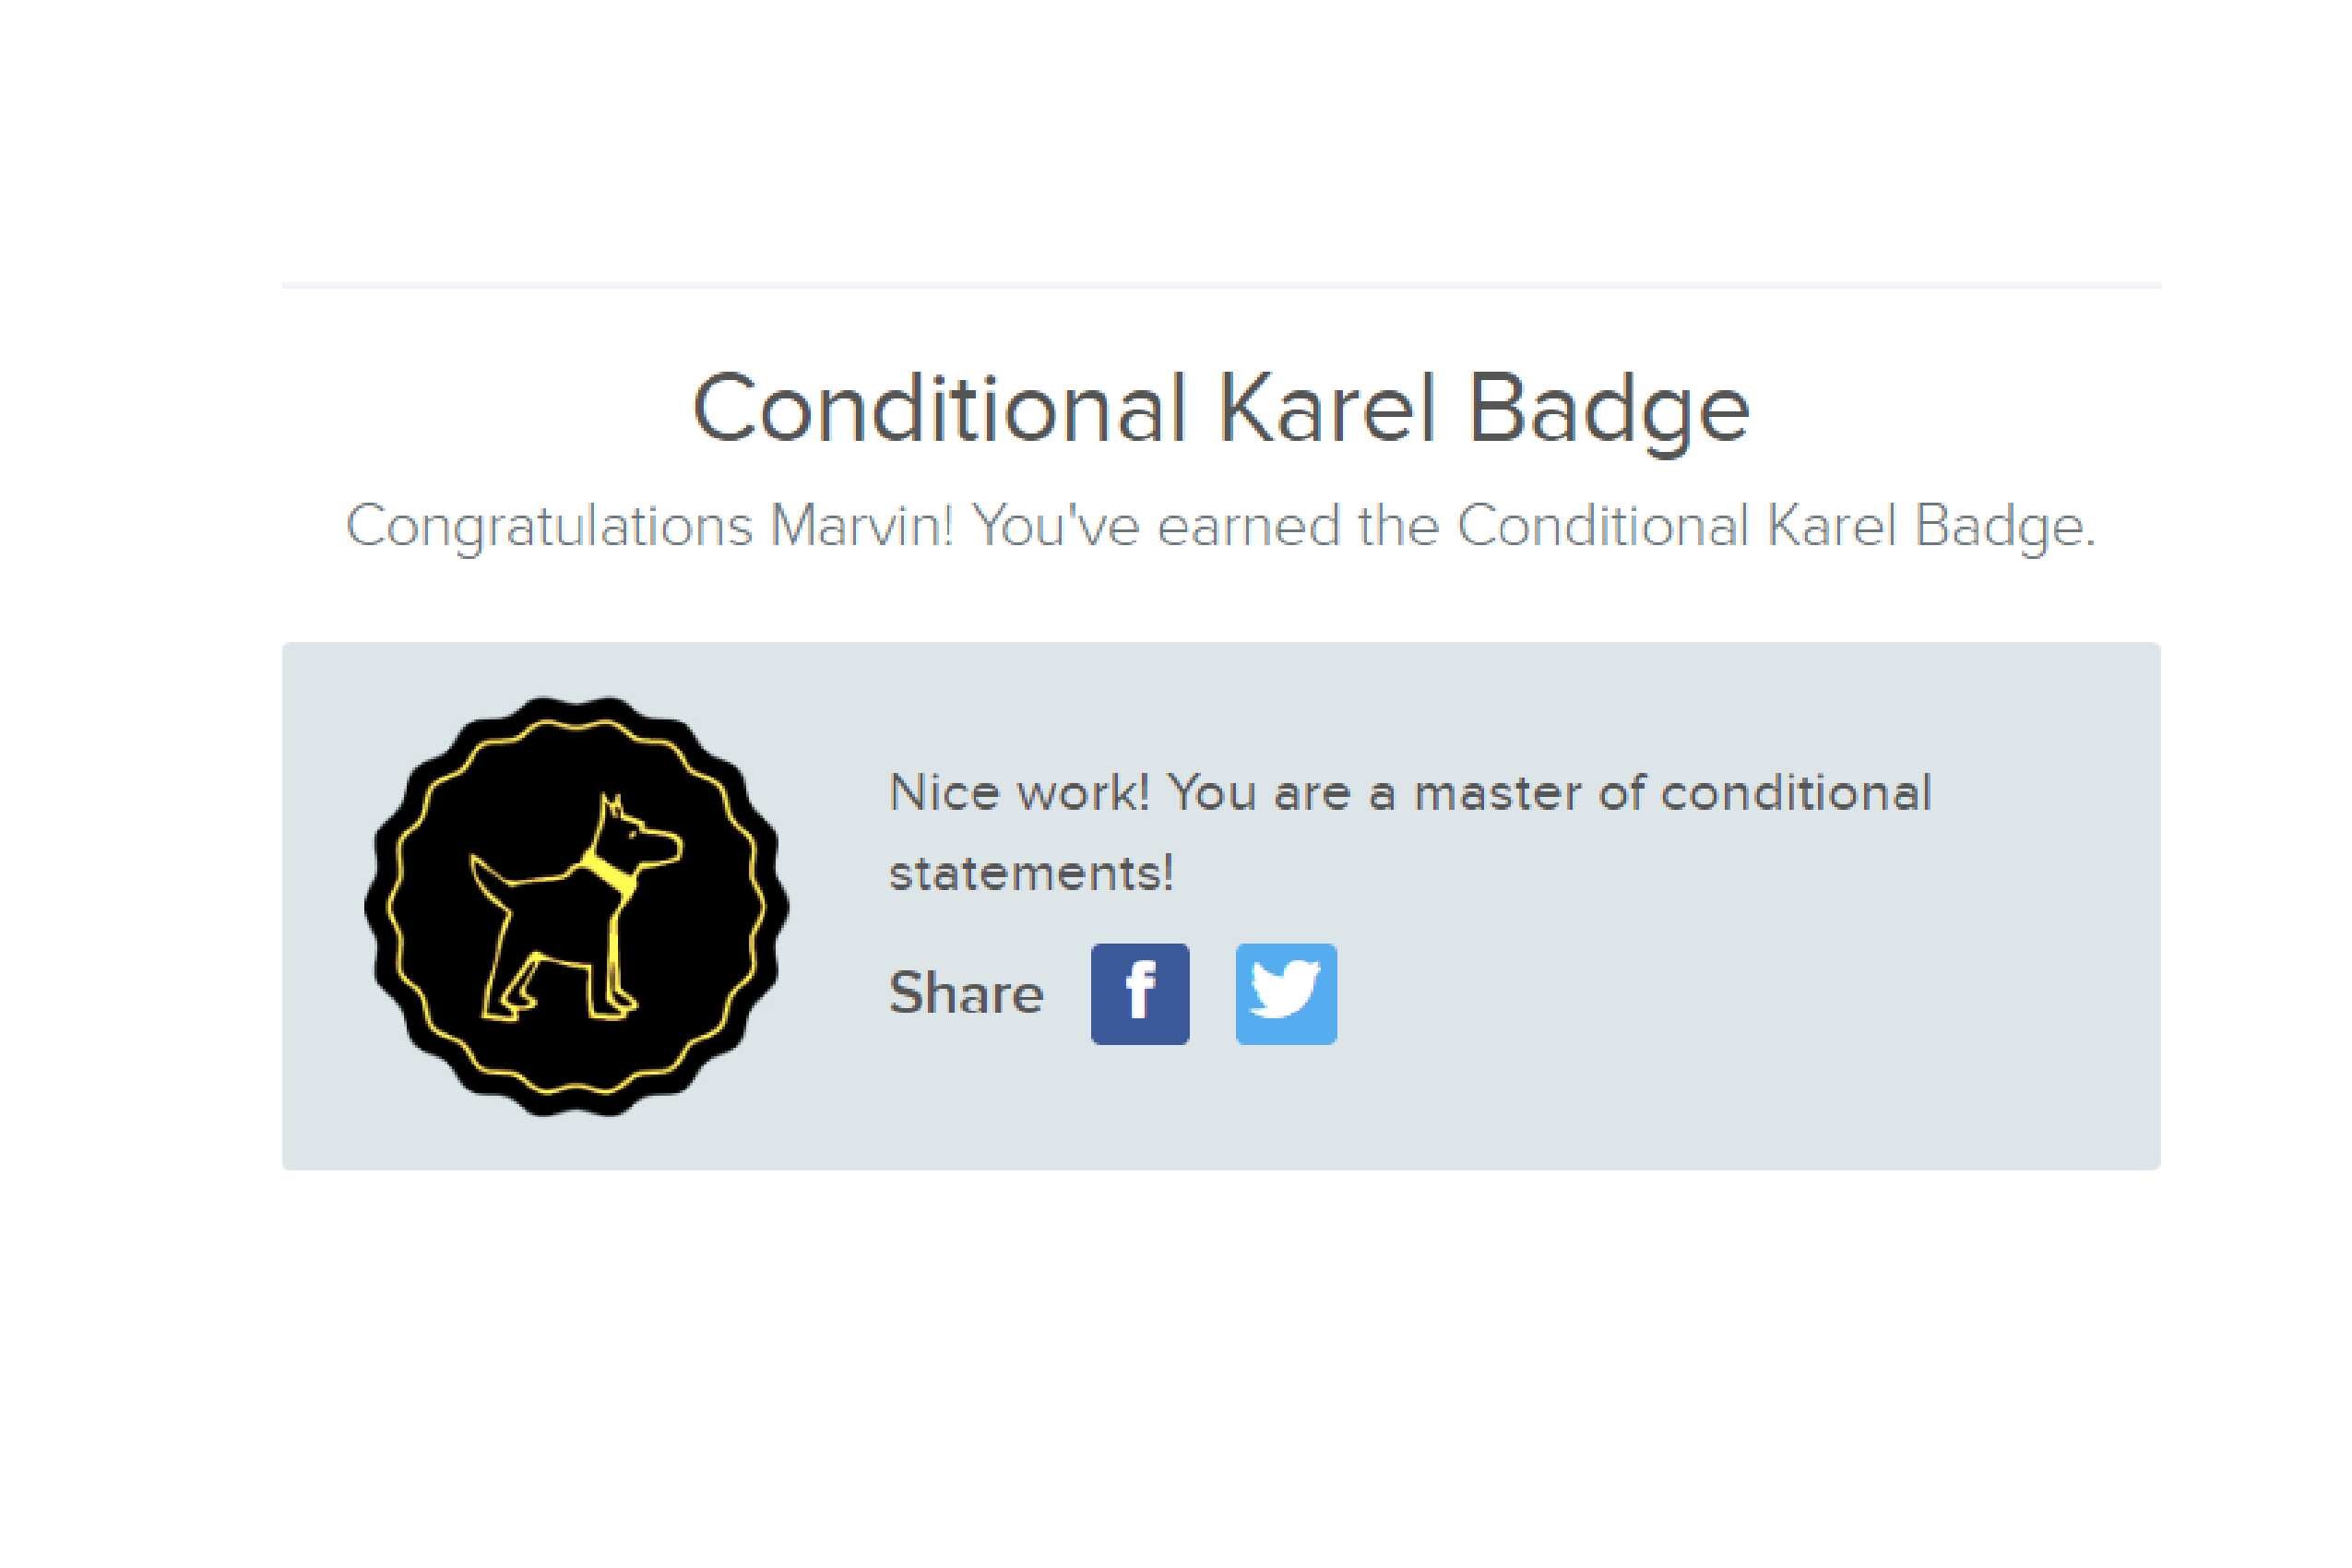 Conditional Karel Badge
Congratulations Marvin! You've earned the Conditional Karel Badge.
Nice work! You are a master of conditional
statements!
Share f